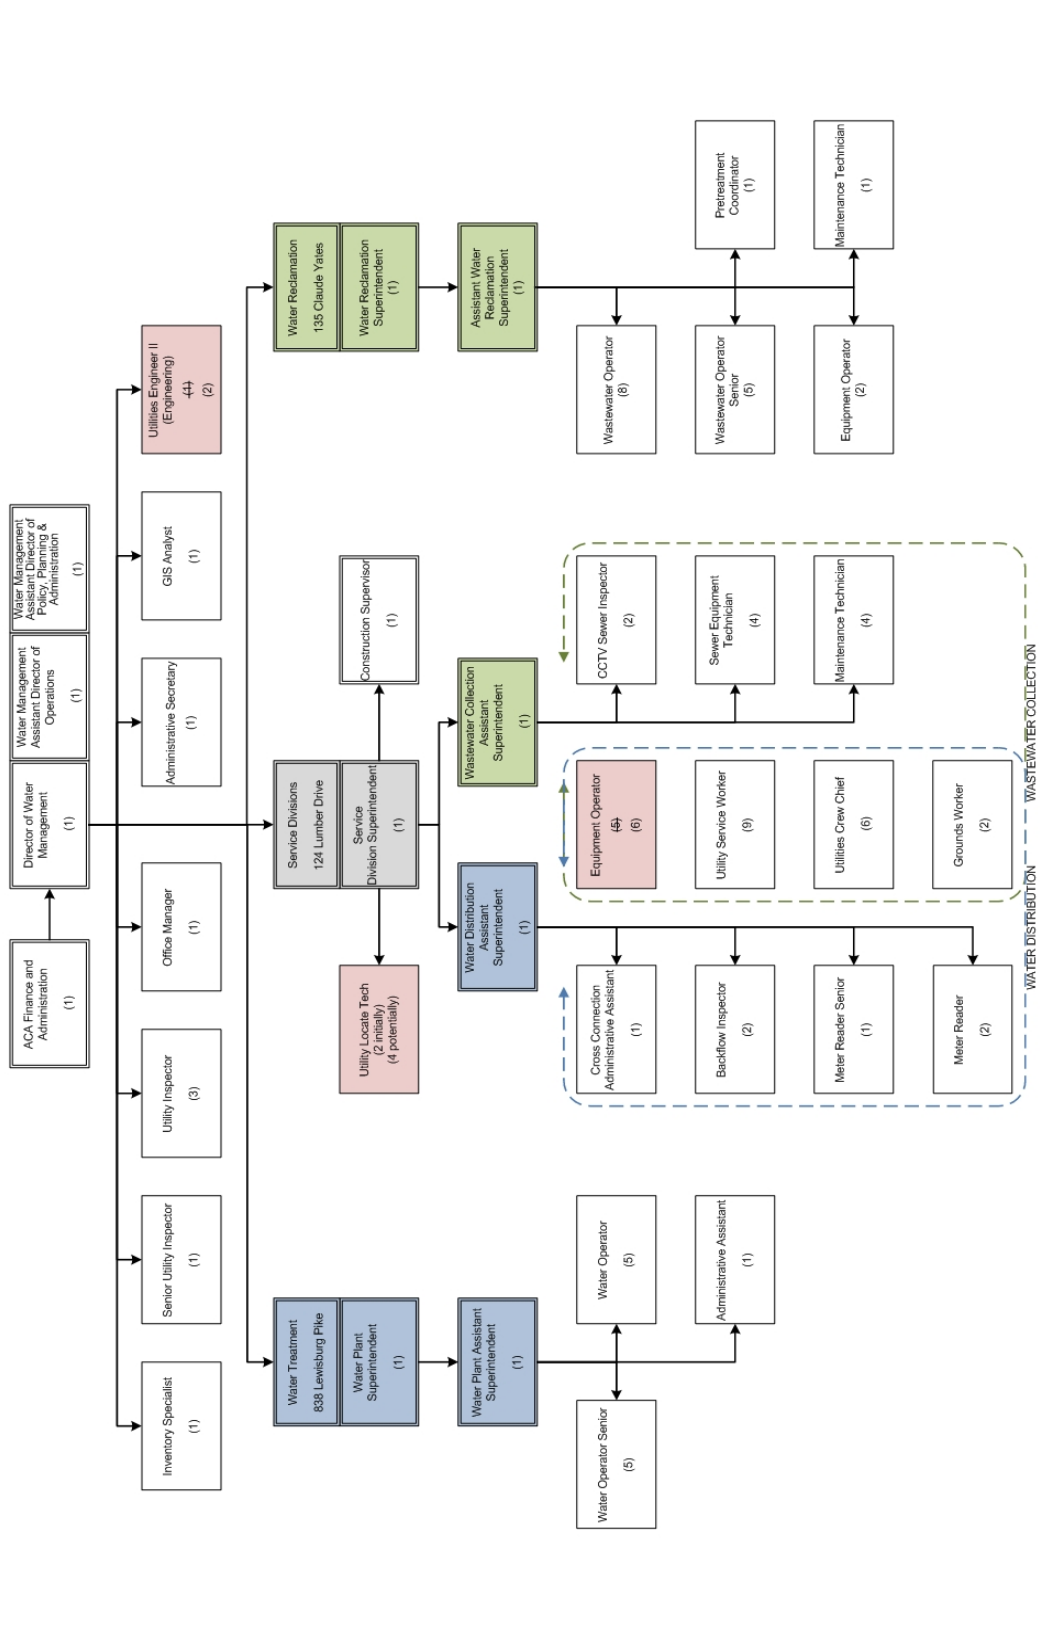 ACA Finance and
Administration
(1)
Director of Water
Management
(1)
Water Management
Assistant Director of
Operations
(1)
Water Management
Assistant Director of
Policy, Planning &
Administration
(1)
Inventory Specialist
(1)
Senior Utility Inspector
(1)
Utility Inspector
(3)
Office Manager
(1)
Administrative Secretary
(1)
GIS Analyst
(1)
Utilities Engineer II
(Engineering)
(1)
(2)
Water Treatment
838 Lewisburg Pike
Water Plant
Superintendent
(1)
Water Plant Assistant
Superintendent
(1)
Water Operator Senior
(5)
Water Operator
(5)
Administrative Assistant
(1)
Service Divisions
124 Lumber Drive
Service
Division Superintendent
(1)
Utility Locate Tech
(2 initially)
(4 potentially)
Construction Supervisor
(1)
Water Distribution
Assistant
Superintendent
(1)
Wastewater Collection
Assistant
Superintendent
(1)
Cross Connection
Administrative Assistant
(1)
Backflow Inspector
(2)
Meter Reader Senior
(1)
Meter Reader
(2)
Equipment Operator
(5)
(6)
Utility Service Worker
(9)
Utilities Crew Chief
(6)
Grounds Worker
(2)
CCTV Sewer Inspector
(2)
Sewer Equipment
Technician
(4)
Maintenance Technician
(4)
WATER DISTRIBUTION
WASTEWATER COLLECTION
Water Reclamation
135 Claude Yates
Water Reclamation
Superintendent
(1)
Assistant Water
Reclamation
Superintendent
(1)
Wastewater Operator
(8)
Wastewater Operator
Senior
(5)
Pretreatment
Coordinator
(1)
Equipment Operator
(2)
Maintenance Technician
(1)